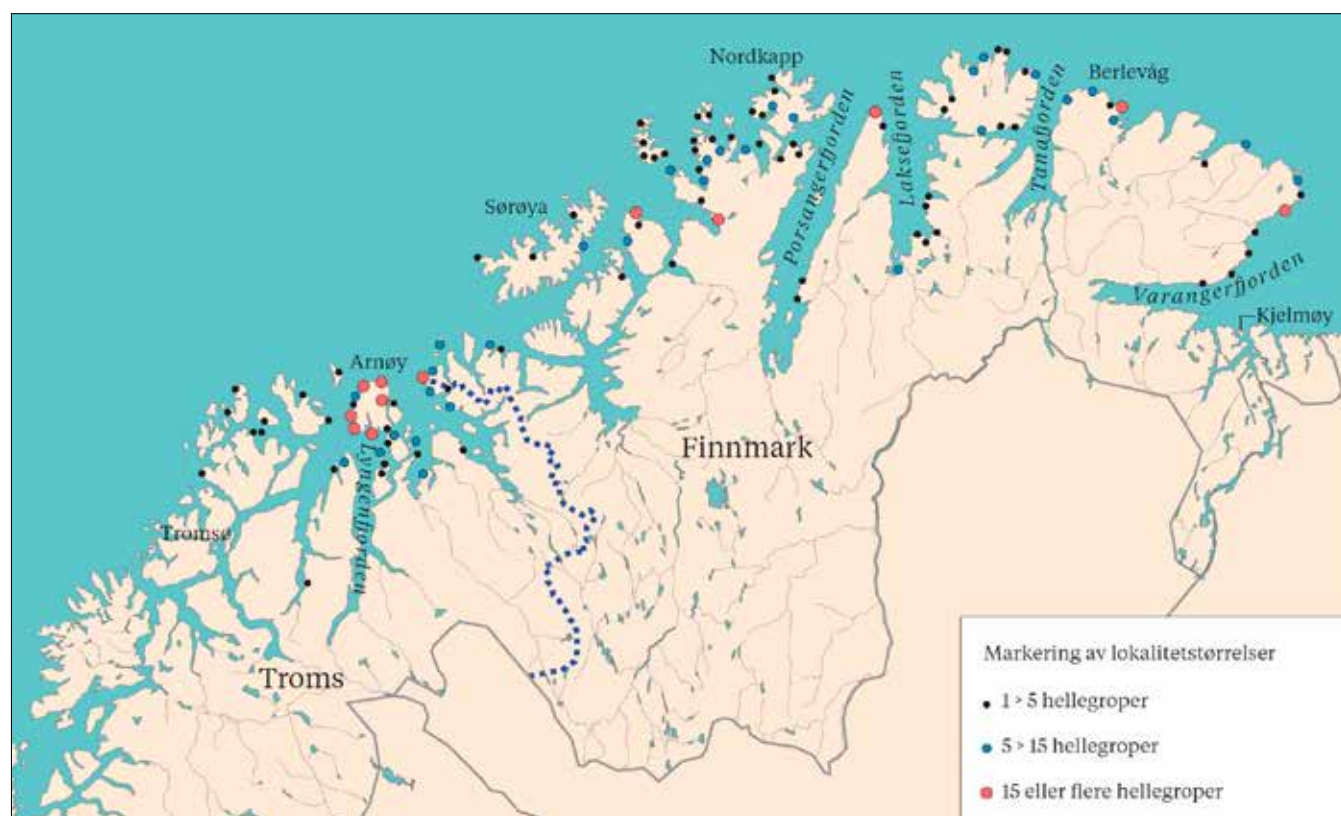 Nordkapp
Berlevåg
Porsangerfjorden
Laksefjorden
Tanafjorden
Sørøya
Varangerfjorden
Kjelmøy
Arnøy
Finnmark
Lyngenfjorden
Tromsø
Troms
Markering av lokalitetstørrelser
1 > 5 hellegroper
5 > 15 hellegroper
15 eller flere hellegroper